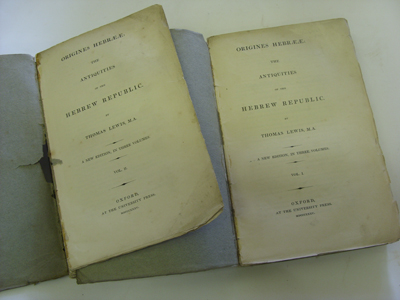 ORIGINES HEBRÆÆ.
THE
ANTIQUITIES
OF THE
HEBREW REPUBLIC.
BY
THOMAS LEWIS, M.A.
A NEW EDITION, IN THREE VOLUMES.
VOL. II.
OXFORD,
AT THE UNIVERSITY PRESS.
ORIGINES HEBRÆÆ.
THE
ANTIQUITIES
OF THE
HEBREW REPUBLIC.
BY
THOMAS LEWIS, M.A.
A NEW EDITION, IN THREE VOLUMES.
VOL. I.
OXFORD,
AT THE UNIVERSITY PRESS.